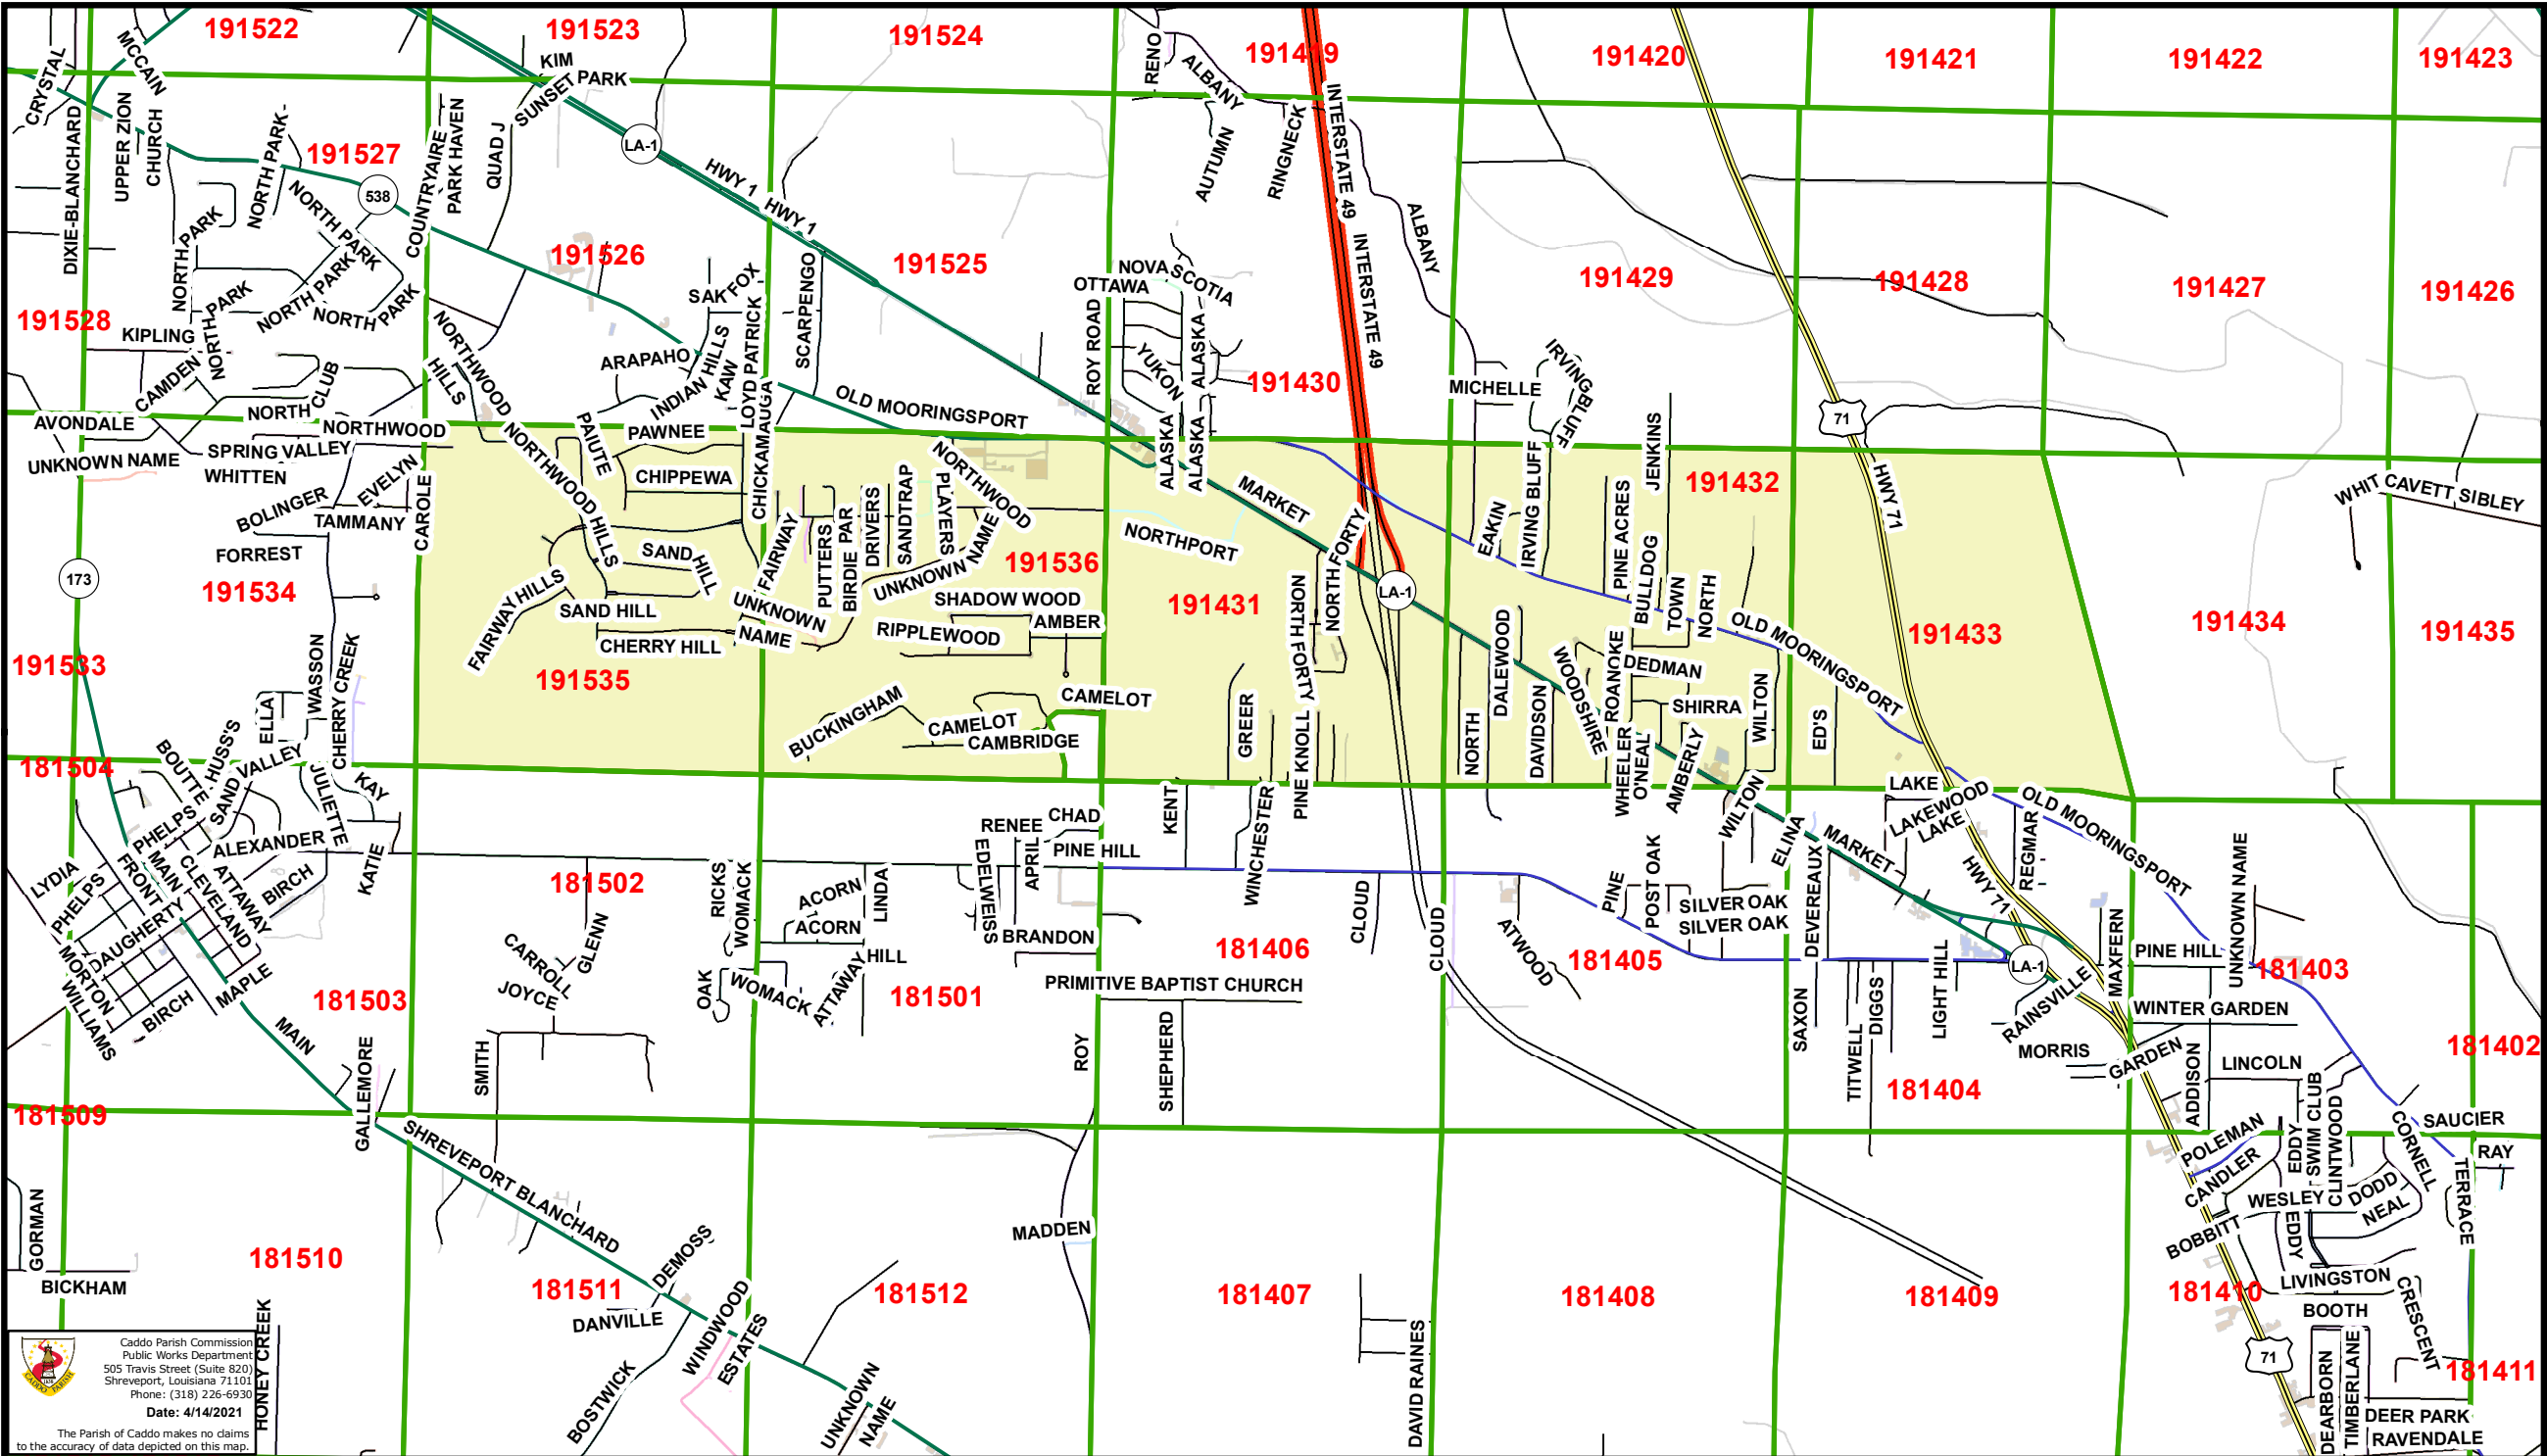 191522
191523
191524
191419
191420
191421
191422
191423
CRYSTAL
MCCAIN
KIM
SUNSET PARK
RENO
ALBANY
INTERSTATE 49
DIXIE-BLANCHARD
UPPER ZION
CHURCH
NORTH PARK
191527
538
COUNTRYAIRE
PARK HAVEN
QUAD J
LA-1
HWY 1
HWY 1
AUTUMN
RINGNECK
INTERSTATE 49
ALBANY
NORTH PARK
NORTH PARK
NORTH PARK
NORTH PARK
NORTH PARK
191526
191525
191429
191428
191427
191426
191528
KIPLING
CAMDEN
CLUB
HILLS
NORTHWOOD
SAK FOX
ARAPAHO
INDIAN HILLS
KAW
LOYD PATRICK
SCARPENGO
OLD MOORINGSPORT
NOVA SCOTIA
OTTAWA
ROY ROAD
YUKON
ALASKA
ALASKA
ALASKA
ALASKA
191430
MICHELLE
IRVING BLUFF
71
AVONDALE
NORTH
NORTHWOOD
SPRING VALLEY
UNKNOWN NAME
WHITTEN
EVELYN
BOLINGER
TAMMANY
CAROLE
FORREST
173
191534
191533
NORTHWOOD HILLS
PAIUTE
PAWNEE
CHIPPEWA
CHICKAMAUGA
SAND HILL
SAND HILL
FAIRWAY HILLS
CHERRY HILL
191535
FAIRWAY
PUTTERS
BIRDIE PAR
DRIVERS
SANDTRAP
PLAYERS
NORTHWOOD
UNKNOWN NAME
UNKNOWN NAME
191536
SHADOW WOOD
AMBER
RIPPLEWOOD
BUCKINGHAM
CAMELOT
CAMELOT
CAMBRIDGE
NORTHPORT
MARKET
191431
NORTH FORTY
NORTH FORTY
LA-1
GREER
PINE KNOLL
EAKIN
IRVING BLUFF
JENKINS
PINE ACRES
BULLDOG
TOWN
NORTH
191432
OLD MOORINGSPORT
HWY 71
191433
191434
191435
WHIT CAVETT SIBLEY
NORTH
DALEWOOD
DAVIDSON
WOODSHIRE
ROANOKE
WHEELER
DEDMAN
SHIRRA
O'NEAL
AMBERLY
WILTON
WILTON
ED'S
WASSON
CHERRY CREEK
ELLA
HUSS'S
BOUTTE
SAND VALLEY
JULIETTE
KAY
181504
PHELPS
ALEXANDER
KATIE
LYDIA
PHELPS
FRONT
MAIN
CLEVELAND
ATTAWAY
BIRCH
DAUGHERTY
MORTON
WILLIAMS
BIRCH
MAPLE
MAIN
181503
GALLEMORE
181502
CARROLL
GLENN
JOYCE
SMITH
RICKS
WOMACK
ACORN
ACORN
LINDA
HILL
OAK
WOMACK
ATTAWAY
181501
RENEE
CHAD
PINE HILL
EDELWEISS
APRIL
BRANDON
ROY
KENT
WINCHESTER
181406
PRIMITIVE BAPTIST CHURCH
SHEPHERD
CLOUD
CLOUD
ATWOOD
181405
PINE
POST OAK
SILVER OAK
SILVER OAK
ELINA
DEVEREAUX
MARKET
SAXON
TITWELL
DIGGS
LIGHT HILL
181404
LAKE
LAKEWOOD
LAKE
REGMAR
HWY 71
OLD MOORINGSPORT
LA-1
RAINSVILLE
MORRIS
GARDEN
MAXFERN
PINE HILL
UNKNOWN NAME
181403
WINTER GARDEN
LINCOLN
ADDISON
181402
181509
SHREVEPORT BLANCHARD
SAUCIER
RAY
POLEMAN
CANDLER
EDDY
SWIM CLUB
CLINTWOOD
CORNELL
TERRACE
WESLEY
DODD
NEAL
EDDY
BOBBITT
LIVINGSTON
BOOTH
CRESCENT
GORMAN
BICKHAM
181510
HONEY CREEK
181511
DEMOSS
DANVILLE
WINDWOOD ESTATES
BOSTWICK
181512
UNKNOWN NAME
MADDEN
181407
DAVID RAINES
181408
181409
181410
71
181411
DEARBORN
TIMBERLANE
DEER PARK
RAVENDALE
CADDO PARISH
Caddo Parish Commission
Public Works Department
505 Travis Street (Suite 820)
Shreveport, Louisiana 71101
Phone: (318) 226-6930
Date: 4/14/2021
The Parish of Caddo makes no claims
to the accuracy of data depicted on this map.